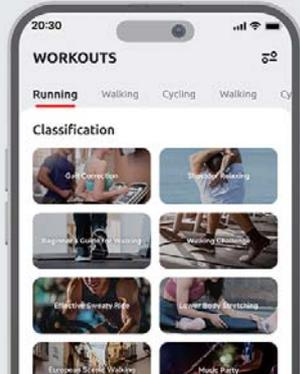 20:30
WORKOUTS
Running Walking Cycling Walking Cy
Classification
Gait Correction Shoulder Relaxing
Beginner's Guide for Walking Walking Challenge
Effective Sweaty Ride Lower Body Stretching
European Scenic Walking Music Party